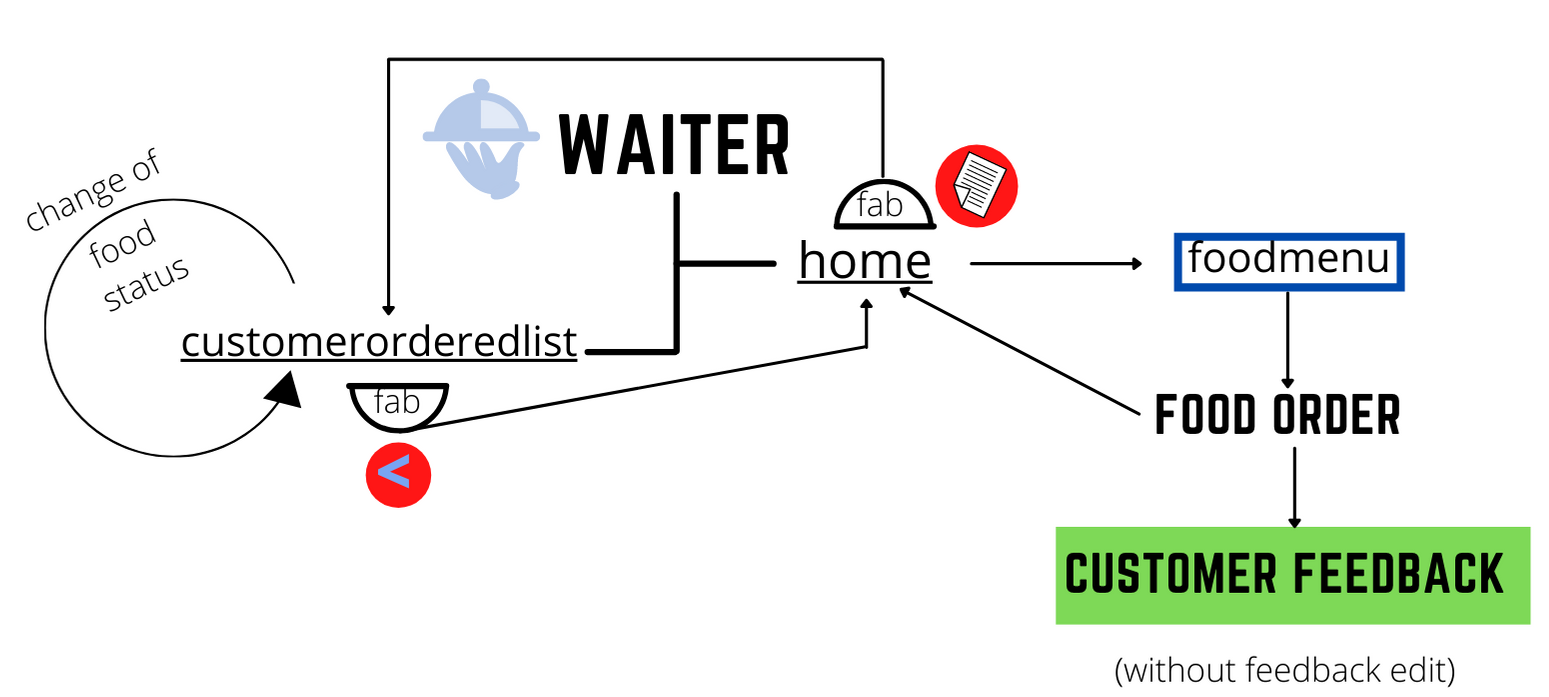 WAITER
change of
food
status
fab
home
foodmenu
customerorderedlist
fab
<
FOOD ORDER
CUSTOMER FEEDBACK
(without feedback edit)